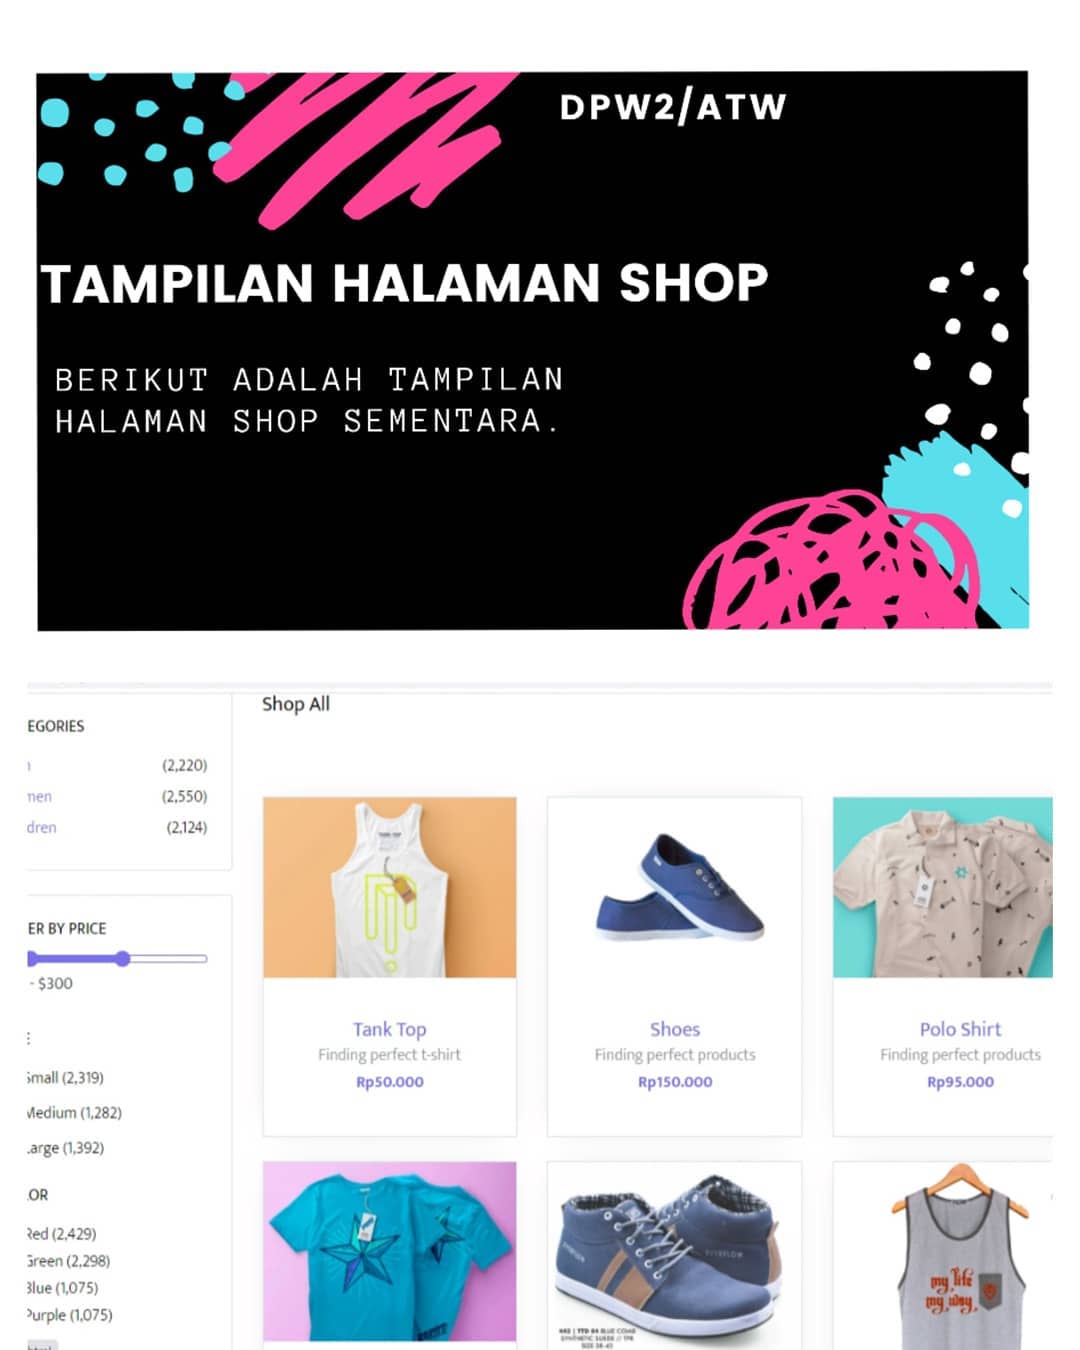 DPW2/ATW
TAMPILAN HALAMAN SHOP
BERIKUT ADALAH TAMPILAN
HALAMAN SHOP SEMENTARA.
Shop All
EGORIES
(2,220)
men (2,550)
dren (2,124)
ER BY PRICE
- $300
Small (2,319)
Medium (1,282)
Large (1,392)
OR
Red (2,429)
Green (2,298)
Blue (1,075)
Purple (1,075)
Tank Top
Finding perfect t-shirt
Rp50.000
Shoes
Finding perfect products
Rp150.000
Polo Shirt
Finding perfect products
Rp95.000
my life
my way